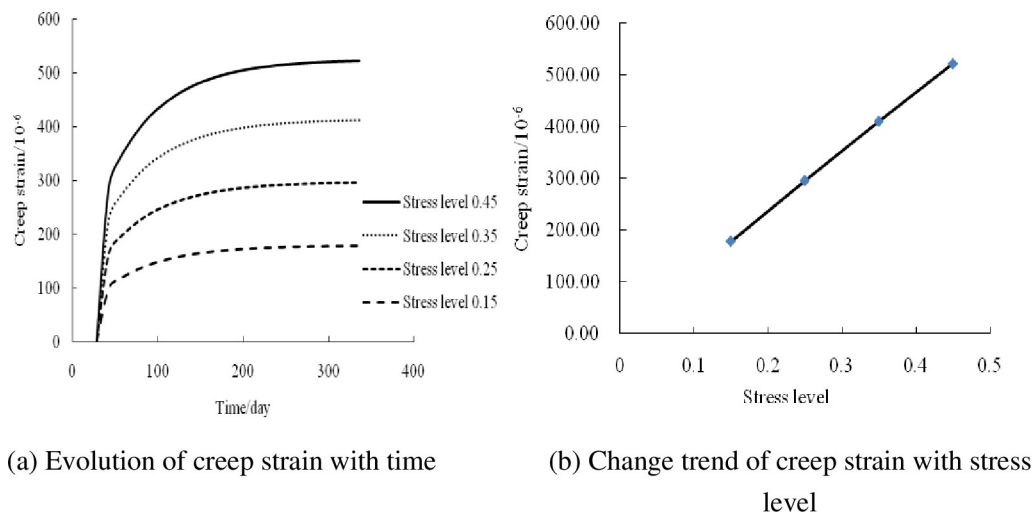 600
500
400
300
200
100
0
Creep strain/10⁻⁶
0 100 200 300 400
Time/day
Stress level 0.45
Stress level 0.35
Stress level 0.25
Stress level 0.15
(a) Evolution of creep strain with time
600.00
500.00
400.00
300.00
200.00
100.00
0.00
Creep strain/10⁻⁶
0 0.1 0.2 0.3 0.4 0.5
Stress level
(b) Change trend of creep strain with stress
level